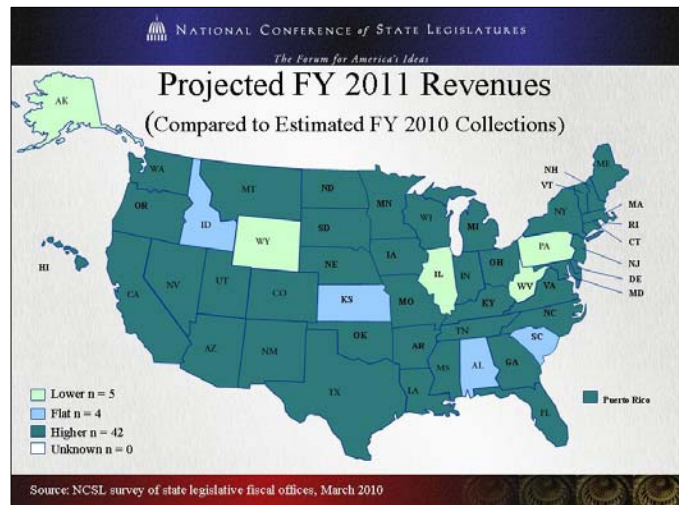 NATIONAL CONFERENCE of STATE LEGISLATURES
The Forum for America's Ideas
Projected FY 2011 Revenues
(Compared to Estimated FY 2010 Collections)
AK
WA
MT
ND
MN
ME
NH
VT
OR
ID
WY
SD
WI
MI
NY
MA
RI
CT
HI
NV
UT
NE
IA
IL
IN
OH
PA
NJ
DE
MD
CA
CO
KS
MO
KY
WV
VA
AZ
NM
OK
AR
TN
NC
SC
TX
LA
MS
AL
GA
FL
Lower n = 5
Flat n = 4
Higher n = 42
Unknown n = 0
Puerto Rico
Source: NCSL survey of state legislative fiscal offices, March 2010